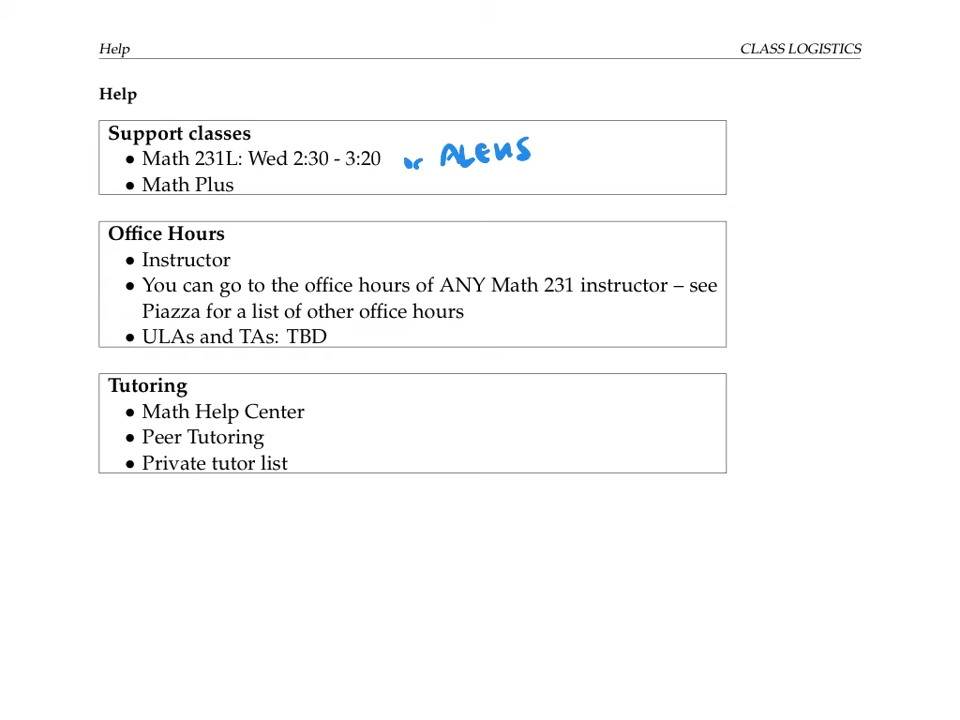 Help CLASS LOGISTICS
Help
Support classes
• Math 231L: Wed 2:30 - 3:20 or ALEKS
• Math Plus
Office Hours
• Instructor
• You can go to the office hours of ANY Math 231 instructor – see
Piazza for a list of other office hours
• ULAs and TAs: TBD
Tutoring
• Math Help Center
• Peer Tutoring
• Private tutor list